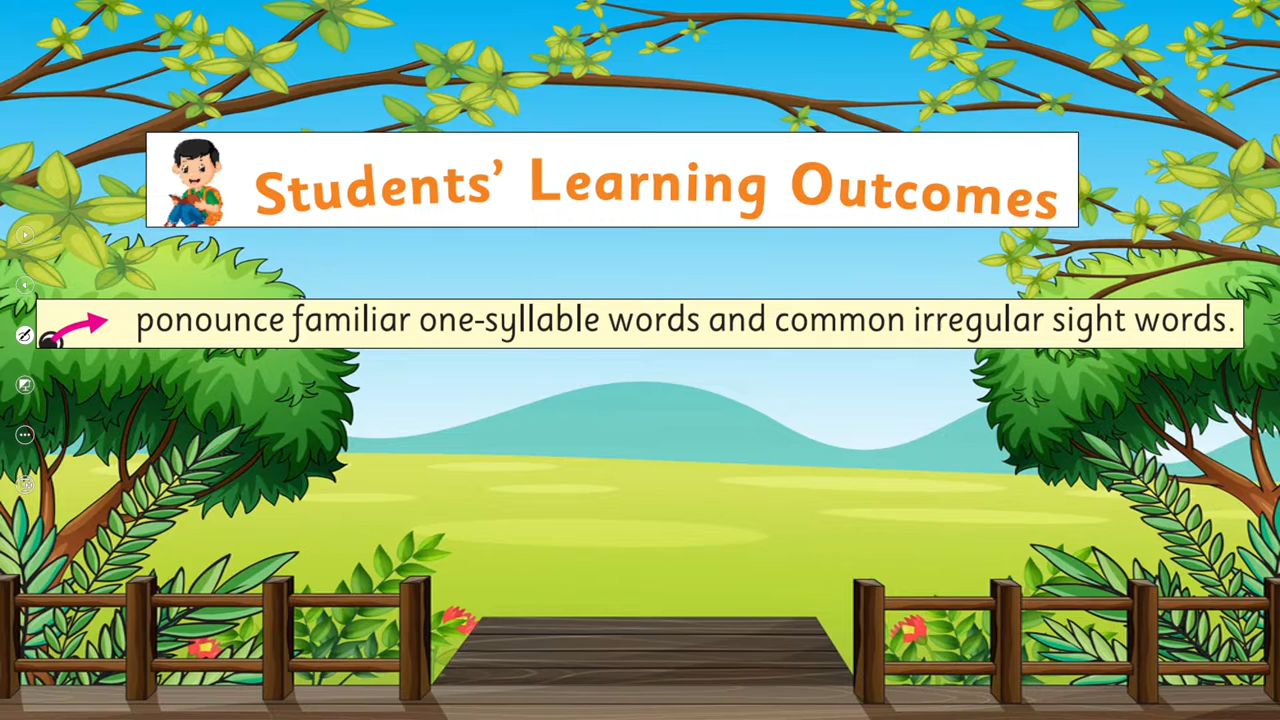 Students’ Learning Outcomes
ponounce familiar one-syllable words and common irregular sight words.